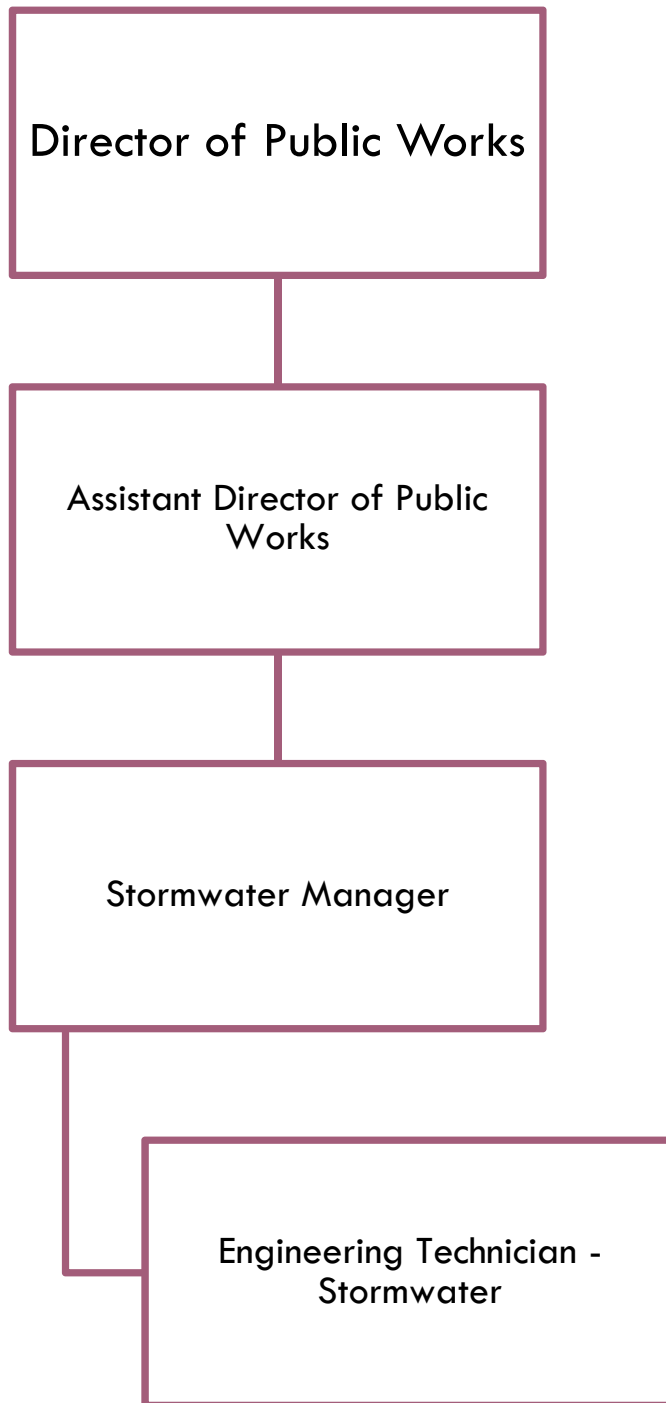 Director of Public Works
Assistant Director of Public
Works
Stormwater Manager
Engineering Technician -
Stormwater